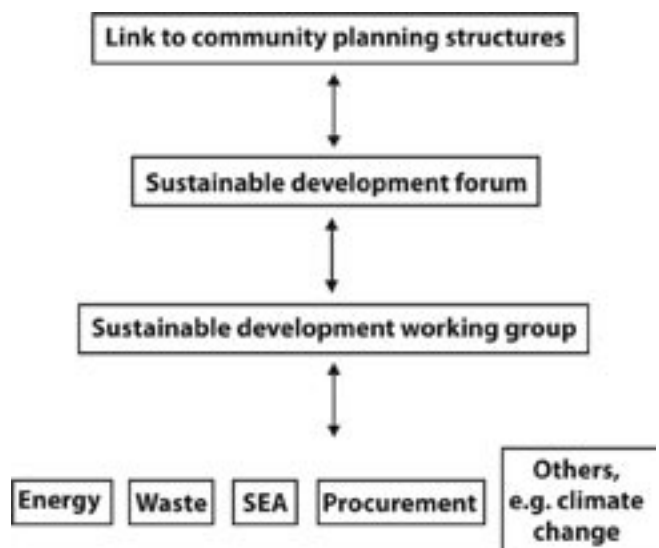 Link to community planning structures
Sustainable development forum
Sustainable development working group
Energy
Waste
SEA
Procurement
Others,
e.g. climate
change